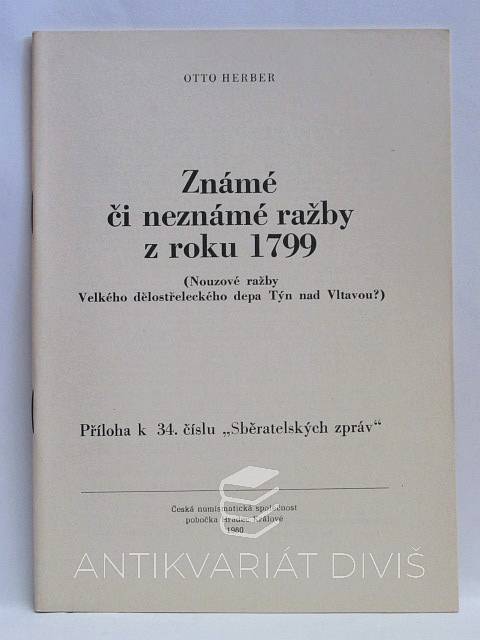 OTTO HERBER
Známé
či neznámé ražby
z roku 1799
(Nouzové ražby
Velkého dělostřeleckého depa Týn nad Vltavou?)
Příloha k 34. číslu „Sběratelských zpráv“
Česká numismatická společnost
pobočka Hradec Králové
1980
ANTIKVARIÁT DIVIŠ